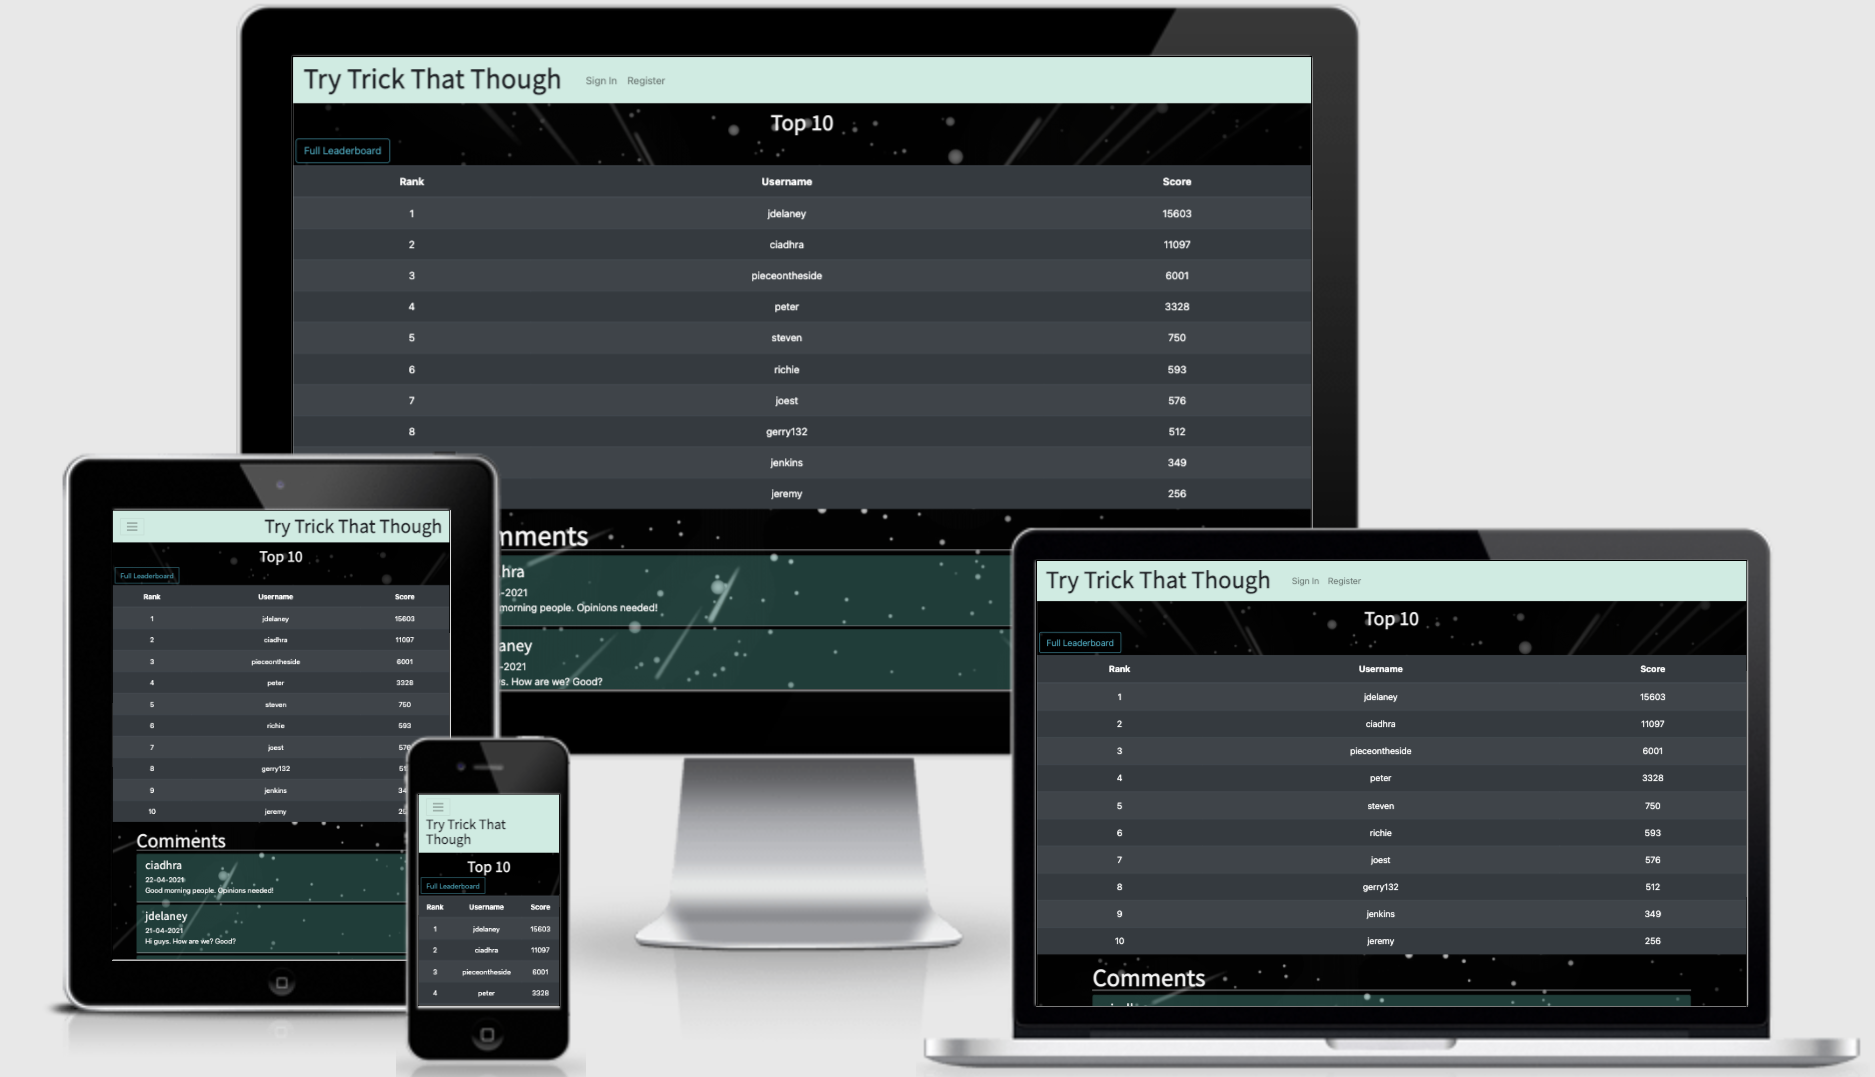 Try Trick That Though Sign In Register
Top 10
Full Leaderboard
Rank Username Score
1 jdelaney 15603
2 ciadhra 11097
3 pieceontheside 6001
4 peter 3328
5 steven 750
6 richie 593
7 joest 576
8 gerry132 512
jenkins 349
jeremy 256
mments
hra
-2021
morning people. Opinions needed!
aney
-2021
s. How are we? Good?
Try Trick That Though
Top 10
Full Leaderboard
Rank Username Score
1 jdelaney 15603
2 ciadhra 11097
3 pieceontheside 6001
4 peter 3328
5 steven 750
6 richie 593
7 joest 576
8 gerry132 51
9 jenkins 34
10 jeremy 25
Comments
ciadhra
22-04-2021
Good morning people. Opinions needed!
jdelaney
21-04-2021
Hi guys. How are we? Good?
Try Trick That
Though
Top 10
Full Leaderboard
Rank Username Score
1 jdelaney 15603
2 ciadhra 11097
3 pieceontheside 6001
4 peter 3328
Try Trick That Though Sign In Register
Top 10
Full Leaderboard
Rank Username Score
1 jdelaney 15603
2 ciadhra 11097
3 pieceontheside 6001
4 peter 3328
5 steven 750
6 richie 593
7 joest 576
8 gerry132 512
9 jenkins 349
10 jeremy 256
Comments